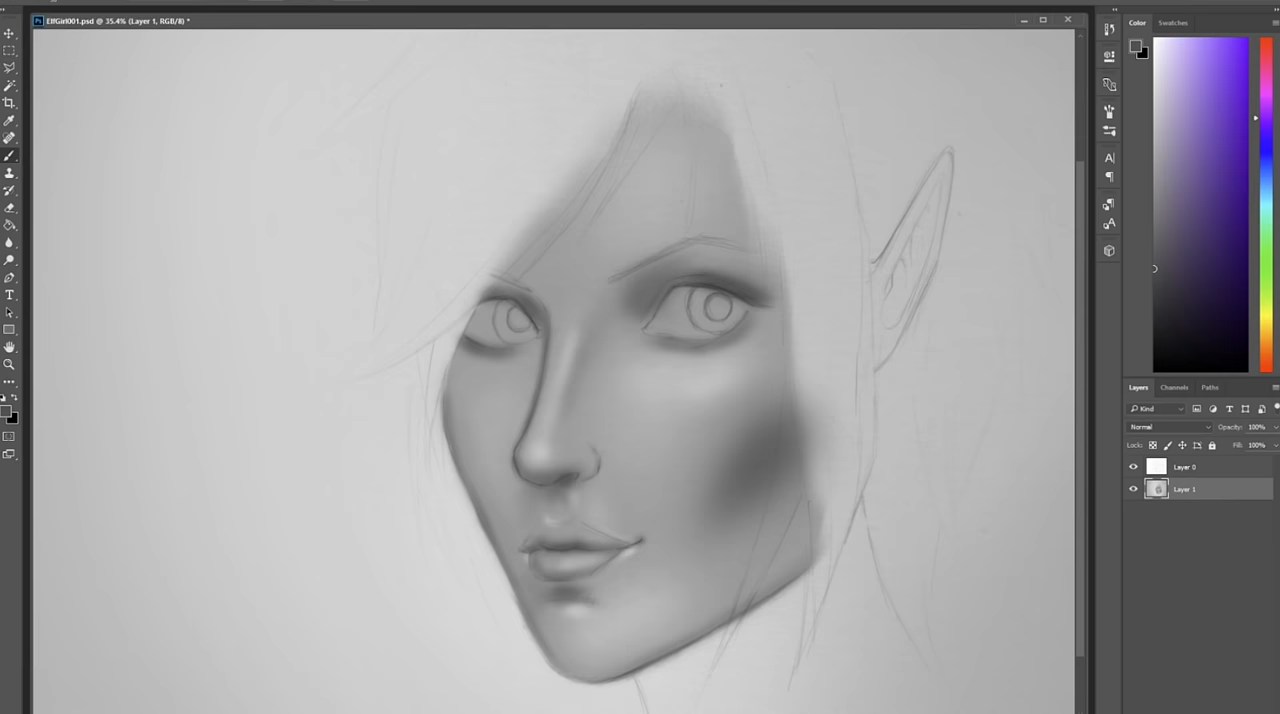 ElfGirl001.psd @ 35.4% (Layer 1, RGB/8) *
Color Swatches
Layers Channels Paths
Kind
Normal Opacity: 100%
Lock: Fill: 100%
Layer 0
Layer 1